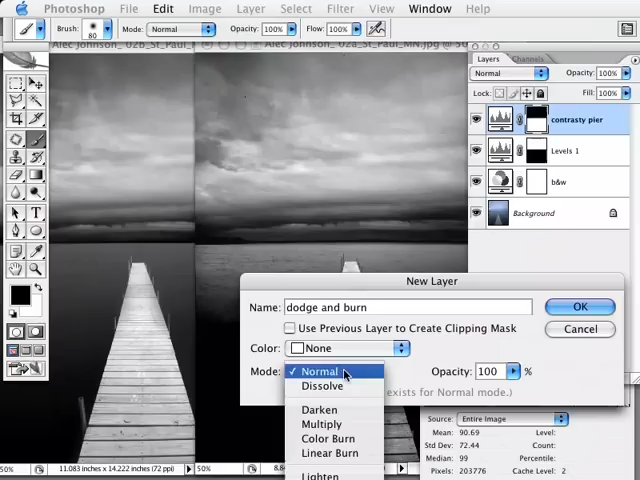 Photoshop File Edit Image Layer Select Filter View Window Help
Brush: 80 Mode: Normal Opacity: 100% Flow: 100%
Alec Johnson_ 02b_St_Paul_ Alec Johnson_ 02a_St_Paul_MN.jpg @ 50
Layers Channels
Normal Opacity: 100%
Lock: Fill: 100%
contrasty pier
Levels 1
b&w
Background
New Layer
Name: dodge and burn OK
Use Previous Layer to Create Clipping Mask Cancel
Color: None
Mode: ✓ Normal Opacity: 100 %
Dissolve
exists for Normal mode.)
Darken
Multiply
Color Burn
Linear Burn
Lighten
Source: Entire Image
Mean: 90.69 Level:
Std Dev: 72.44 Count:
Median: 99 Percentile:
Pixels: 203776 Cache Level: 2
50% 11.083 inches x 14.222 inches (72 ppi) 50%